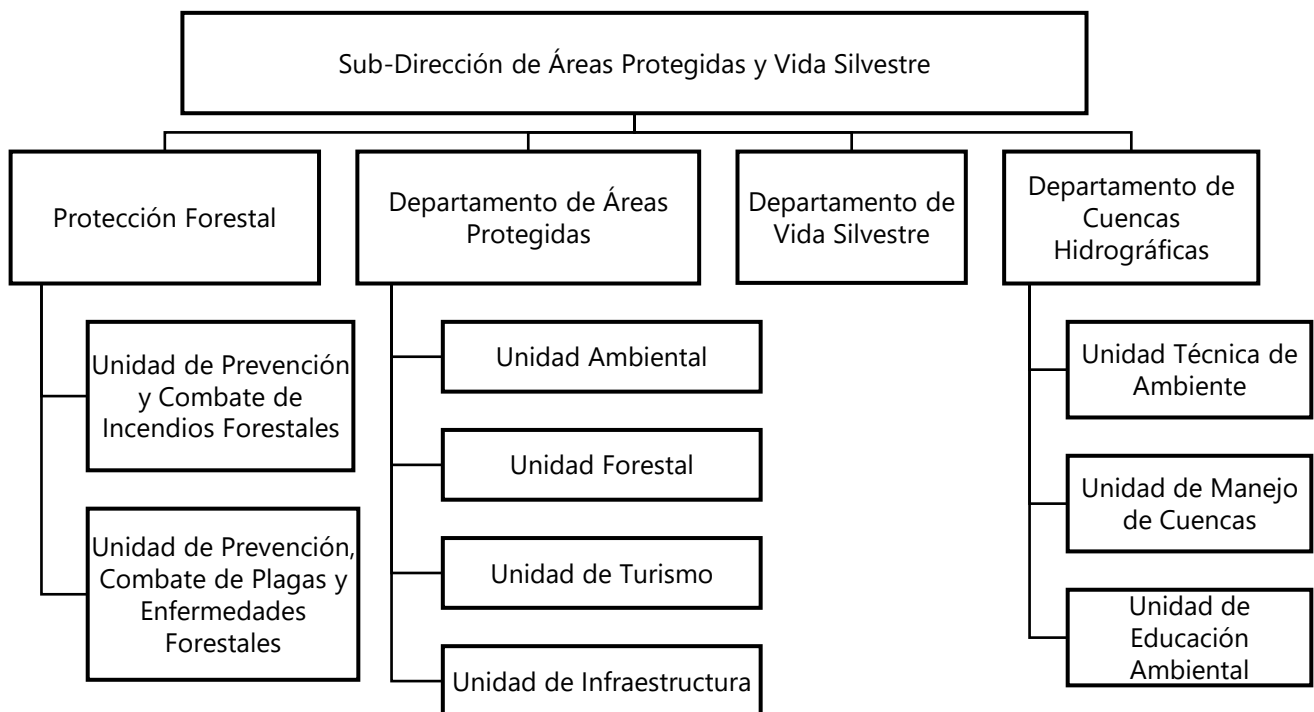 Sub-Dirección de Áreas Protegidas y Vida Silvestre
Protección Forestal
Departamento de Áreas
Protegidas
Departamento de
Vida Silvestre
Departamento de
Cuencas
Hidrográficas
Unidad de Prevención
y Combate de
Incendios Forestales
Unidad de Prevención,
Combate de Plagas y
Enfermedades
Forestales
Unidad Ambiental
Unidad Forestal
Unidad de Turismo
Unidad de Infraestructura
Unidad Técnica de
Ambiente
Unidad de Manejo
de Cuencas
Unidad de
Educación
Ambiental